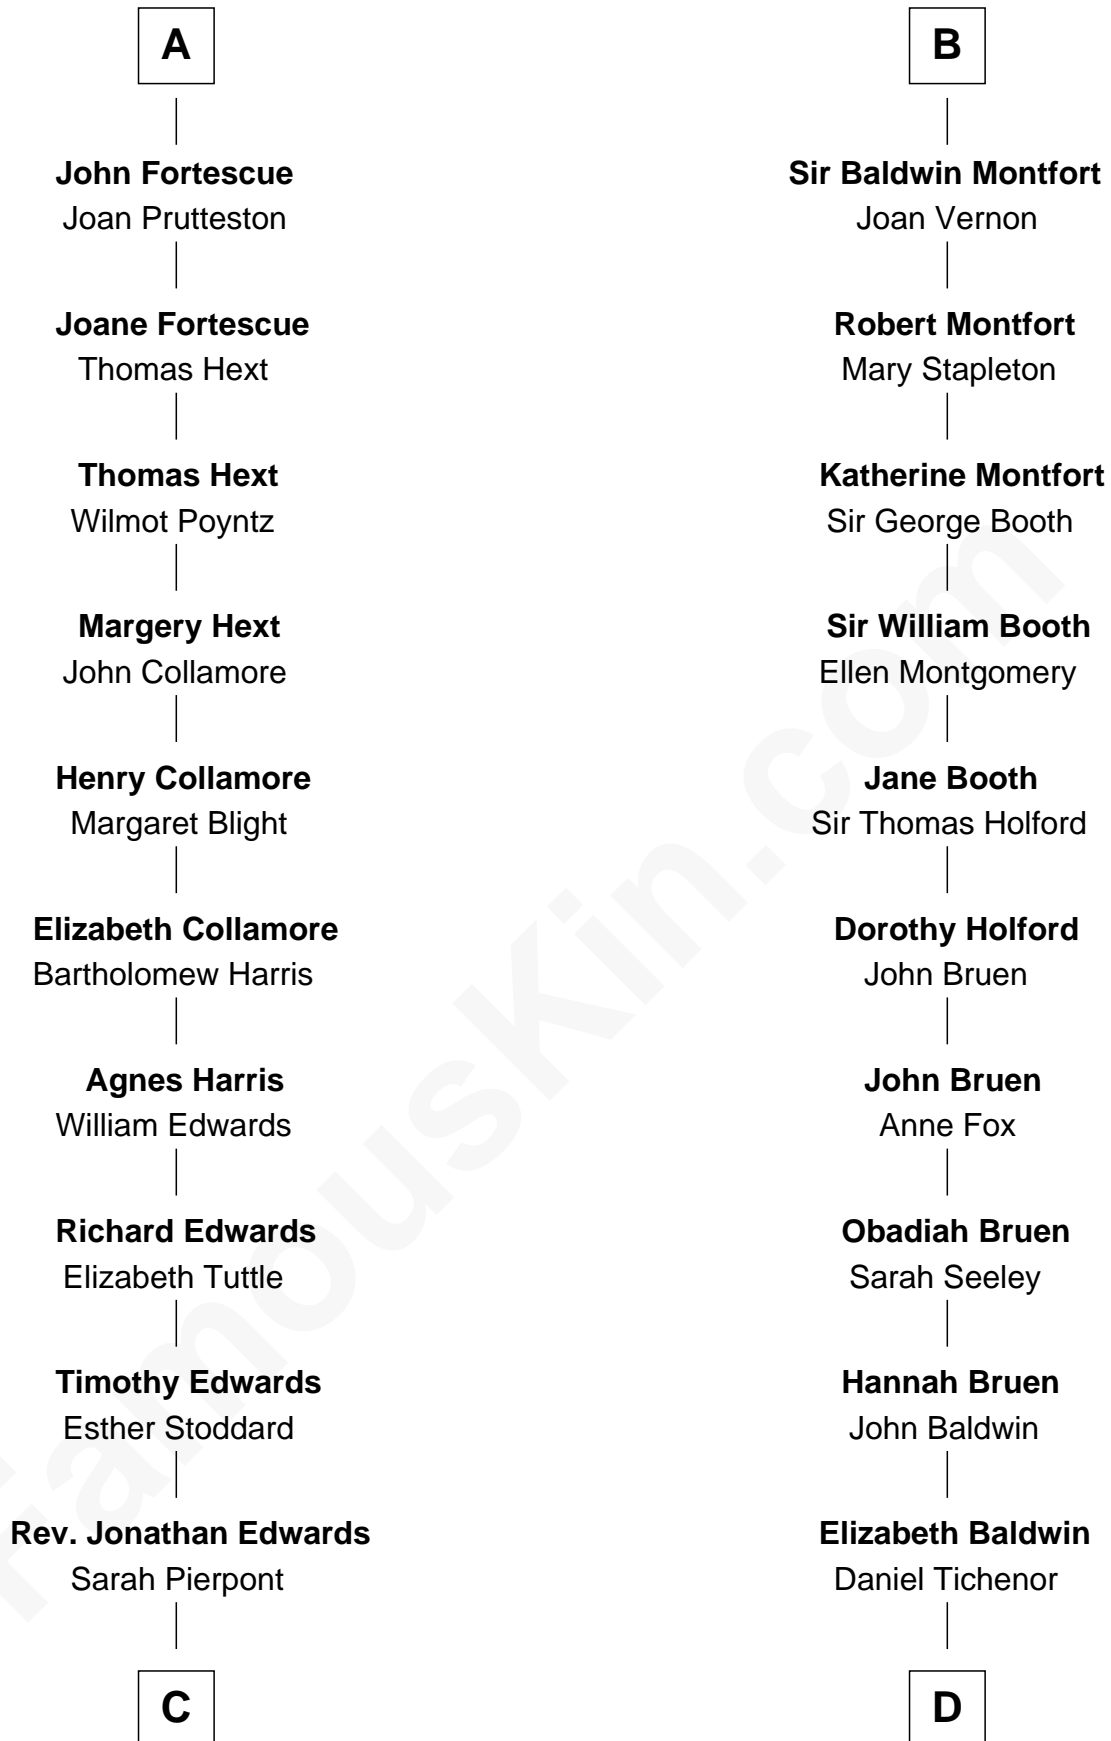 A
John Fortescue
Joan Prutteston
Joane Fortescue
Thomas Hext
Thomas Hext
Wilmot Poyntz
Margery Hext
John Collamore
Henry Collamore
Margaret Blight
Elizabeth Collamore
Bartholomew Harris
Agnes Harris
William Edwards
Richard Edwards
Elizabeth Tuttle
Timothy Edwards
Esther Stoddard
Rev. Jonathan Edwards
Sarah Pierpont
C
B
Sir Baldwin Montfort
Joan Vernon
Robert Montfort
Mary Stapleton
Katherine Montfort
Sir George Booth
Sir William Booth
Ellen Montgomery
Jane Booth
Sir Thomas Holford
Dorothy Holford
John Bruen
John Bruen
Anne Fox
Obadiah Bruen
Sarah Seeley
Hannah Bruen
John Baldwin
Elizabeth Baldwin
Daniel Tichenor
D
FamousKin.com